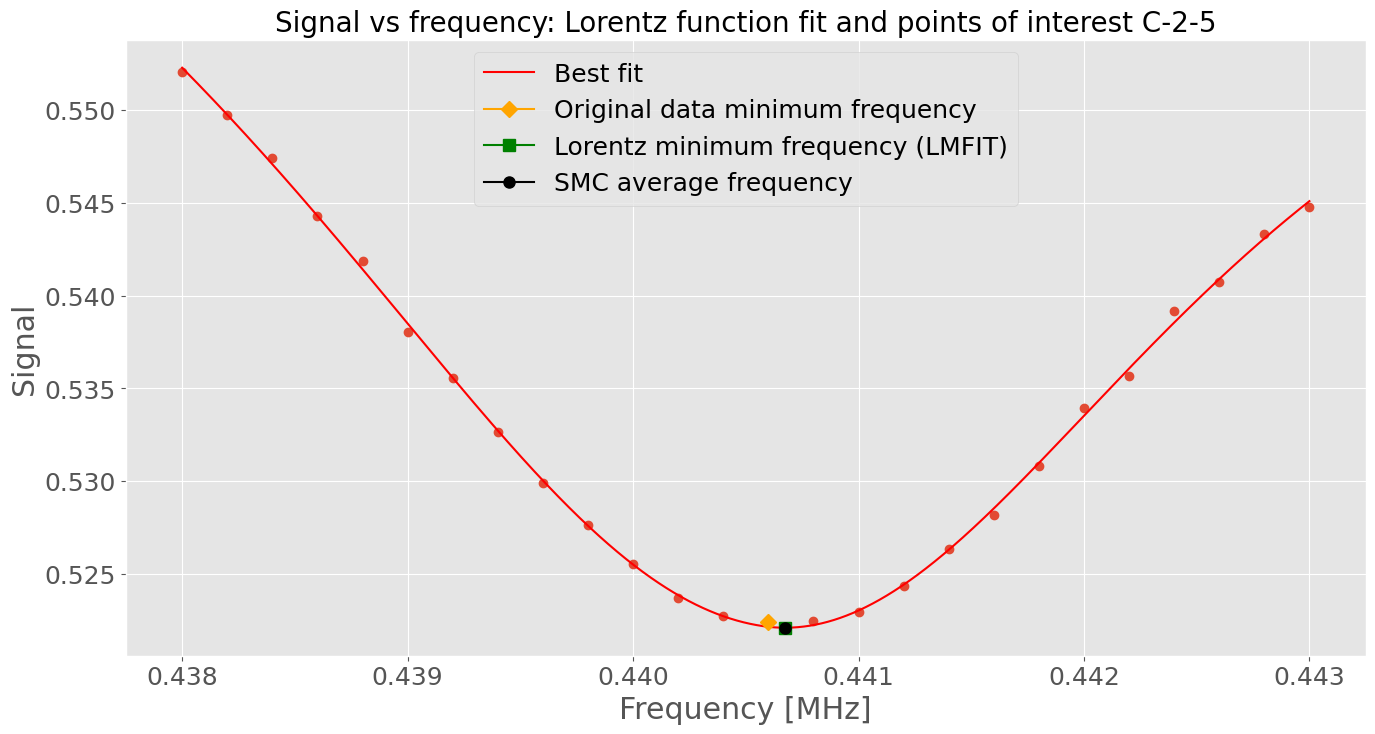 Signal vs frequency: Lorentz function fit and points of interest C-2-5
Best fit
Original data minimum frequency
Lorentz minimum frequency (LMFIT)
SMC average frequency
Signal
0.550
0.545
0.540
0.535
0.530
0.525
0.438
0.439
0.440
0.441
0.442
0.443
Frequency [MHz]